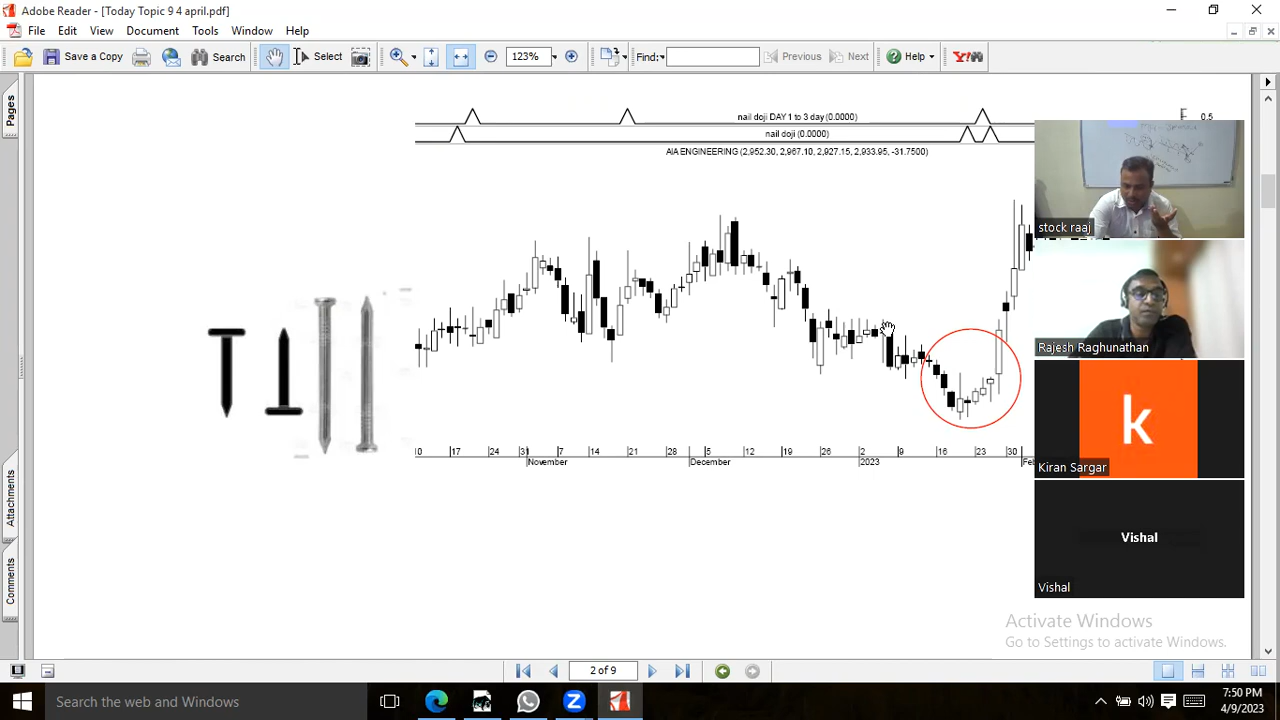 Adobe Reader - [Today Topic 9 4 april.pdf]
File Edit View Document Tools Window Help
Save a Copy Search Select 123% Find: Previous Next Help Y!
Pages
Attachments
Comments
nail doji DAY 1 to 3 day (0.0000) 0.5
nail doji (0.0000)
AIA ENGINEERING (2,952.30, 2,967.10, 2,927.15, 2,933.95, -31.7500)
stock raaj
Rajesh Raghunathan
k
Kiran Sargar
Vishal
Vishal
10 17 24 31 7 14 21 28 5 12 19 26 2 9 16 23 30
November December 2023
Activate Windows
Go to Settings to activate Windows.
2 of 9
Search the web and Windows
7:50 PM
4/9/2023